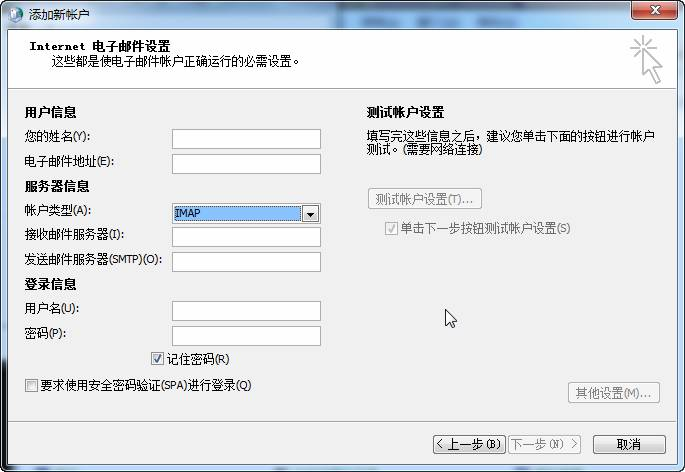 添加新帐户
Internet 电子邮件设置
这些都是使电子邮件帐户正确运行的必需设置。
用户信息
您的姓名(Y):
电子邮件地址(E):
服务器信息
帐户类型(A):
IMAP
接收邮件服务器(I):
发送邮件服务器(SMTP)(O):
登录信息
用户名(U):
密码(P):
记住密码(R)
要求使用安全密码验证(SPA)进行登录(Q)
测试帐户设置
填写完这些信息之后，建议您单击下面的按钮进行帐户
测试。(需要网络连接)
测试帐户设置(T)...
单击下一步按钮测试帐户设置(S)
其他设置(M)...
< 上一步(B)
下一步(N) >
取消